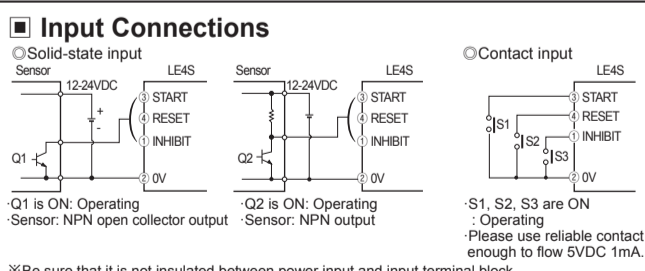 ■ Input Connections
◎Solid-state input
Sensor
LE4S
12-24VDC
+
-
③ START
④ RESET
① INHIBIT
Q1
② 0V
·Q1 is ON: Operating
·Sensor: NPN open collector output
Sensor
LE4S
12-24VDC
③ START
④ RESET
① INHIBIT
Q2
② 0V
·Q2 is ON: Operating
·Sensor: NPN output
◎Contact input
LE4S
③ START
④ RESET
① INHIBIT
S1
S2
S3
② 0V
·S1, S2, S3 are ON
: Operating
·Please use reliable contact
enough to flow 5VDC 1mA.
※Be sure that it is not insulated between power input and input terminal block.